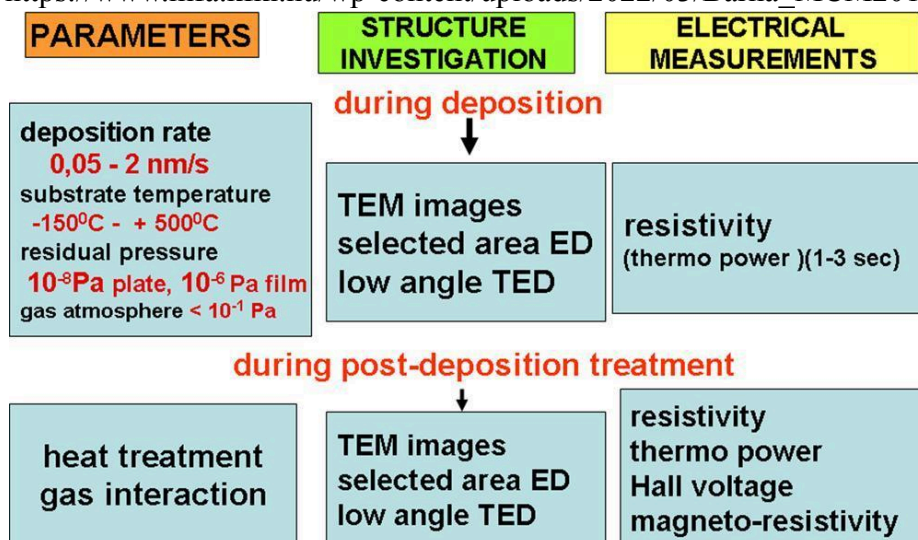 PARAMETERS
STRUCTURE
INVESTIGATION
ELECTRICAL
MEASUREMENTS
during deposition
deposition rate
0,05 - 2 nm/s
substrate temperature
-150⁰C - + 500⁰C
residual pressure
10⁻⁸Pa plate, 10⁻⁶ Pa film
gas atmosphere < 10⁻¹ Pa
TEM images
selected area ED
low angle TED
resistivity
(thermo power )(1-3 sec)
during post-deposition treatment
heat treatment
gas interaction
TEM images
selected area ED
low angle TED
resistivity
thermo power
Hall voltage
magneto-resistivity